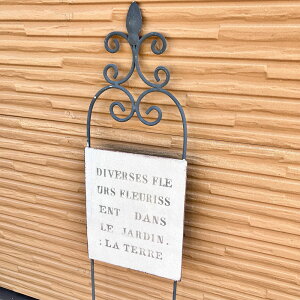 DIVERSES FLE
URS FLEURISS
ENT DANS
LE JARDIN.
: LA TERRE